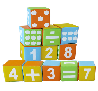 1 2 8
4 + 3 = 7